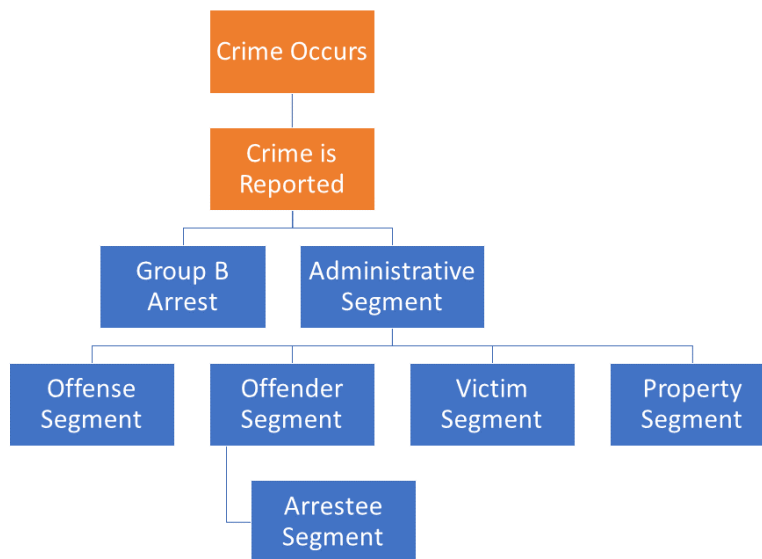 Crime Occurs
Crime is
Reported
Group B
Arrest
Administrative
Segment
Offense
Segment
Offender
Segment
Victim
Segment
Property
Segment
Arrestee
Segment